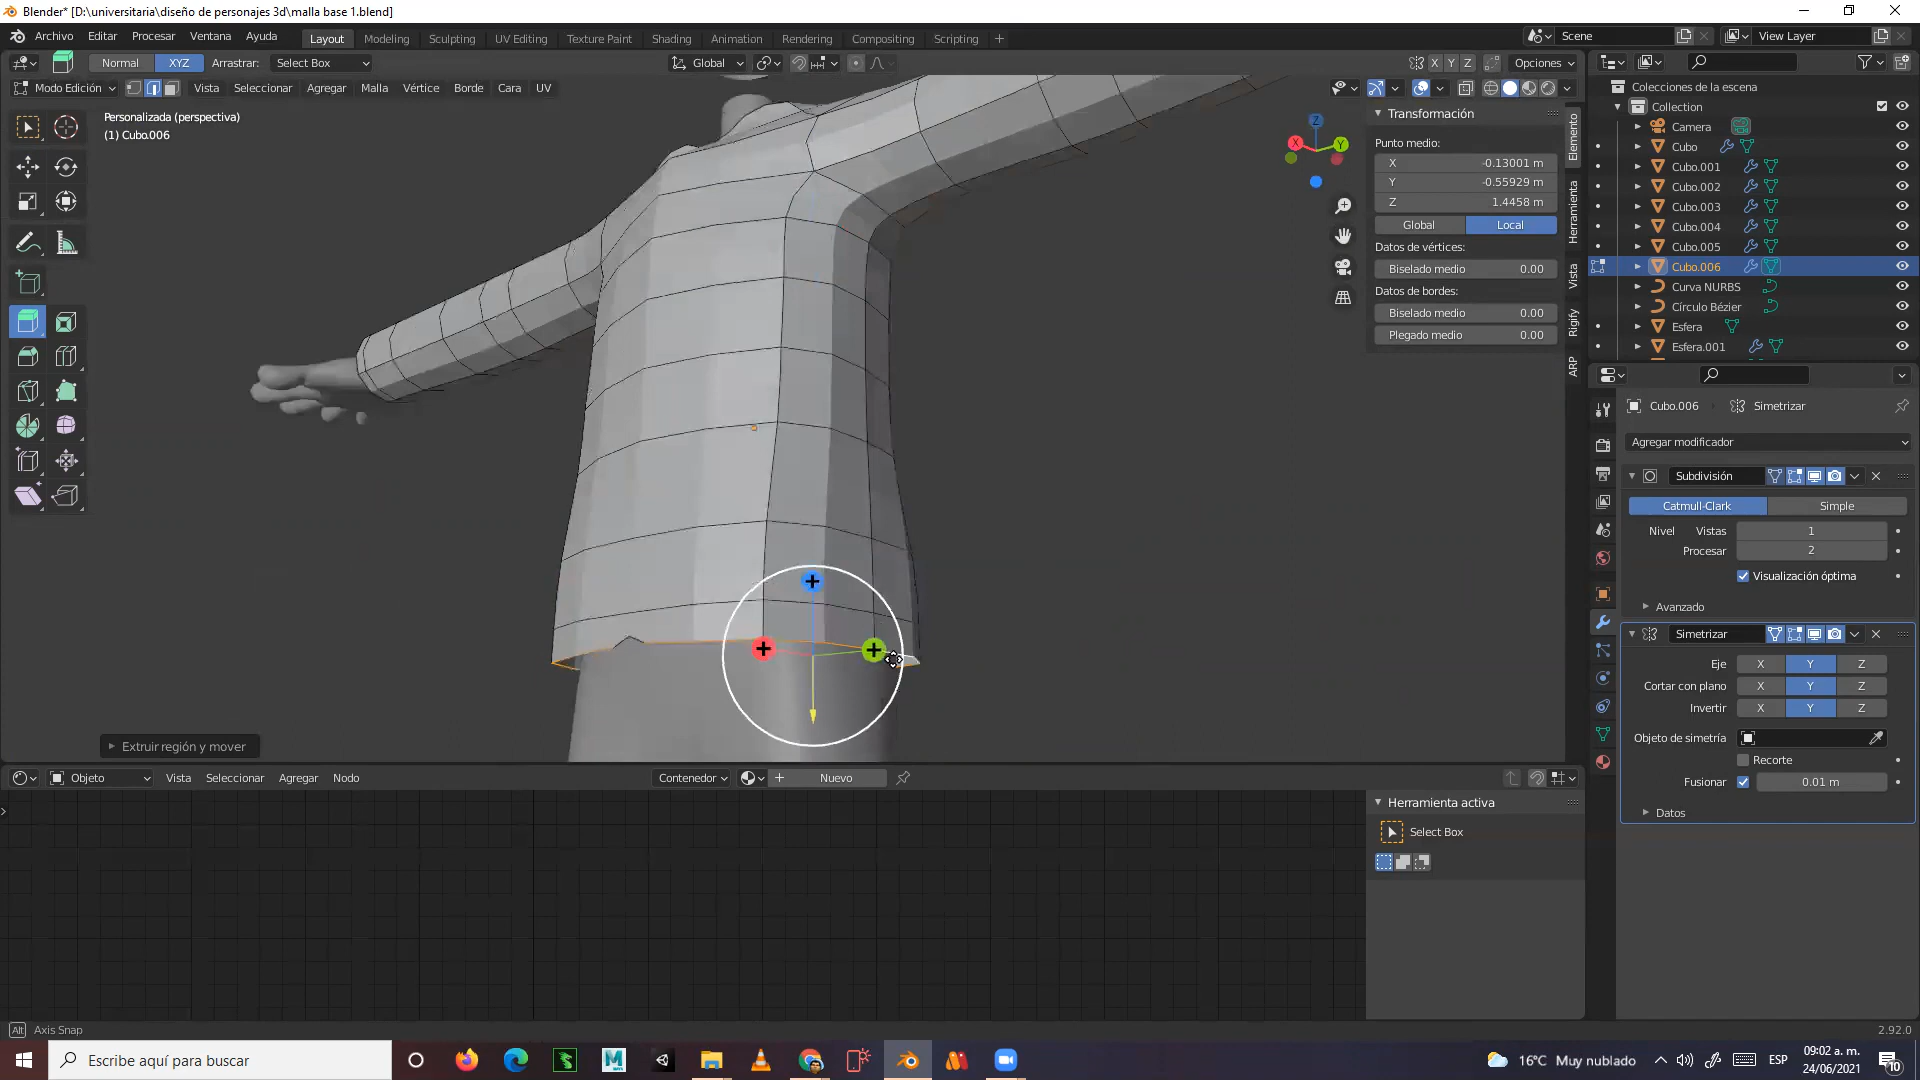 Blender* [D:\universitaria\diseño de personajes 3d\malla base 1.blend]
Archivo Editar Procesar Ventana Ayuda Layout Modeling Sculpting UV Editing Texture Paint Shading Animation Rendering Compositing Scripting + Scene View Layer
Normal XYZ Arrastrar: Select Box Global X Y Z Opciones
Modo Edición Vista Seleccionar Agregar Malla Vértice Borde Cara UV
Personalizada (perspectiva)
(1) Cubo.006
Z
X
Y
Transformación
Punto medio:
X -0.13001 m
Y -0.55929 m
Z 1.4458 m
Global Local
Datos de vértices:
Biselado medio 0.00
Datos de bordes:
Biselado medio 0.00
Plegado medio 0.00
Elemento
Herramienta
Vista
Rigify
ARP
Extruir región y mover
Colecciones de la escena
Collection
Camera
Cubo
Cubo.001
Cubo.002
Cubo.003
Cubo.004
Cubo.005
Cubo.006
Curva NURBS
Círculo Bézier
Esfera
Esfera.001
Cubo.006 Simetrizar
Agregar modificador
Subdivisión
Catmull-Clark Simple
Nivel Vistas 1
Procesar 2
Visualización óptima
Avanzado
Simetrizar
Eje X Y Z
Cortar con plano X Y Z
Invertir X Y Z
Objeto de simetría
Recorte
Fusionar 0.01 m
Datos
Objeto Vista Seleccionar Agregar Nodo Contenedor + Nuevo
Herramienta activa
Select Box
Alt Axis Snap 2.92.0
Escribe aquí para buscar
16°C Muy nublado ESP
09:02 a. m.
24/06/2021
10